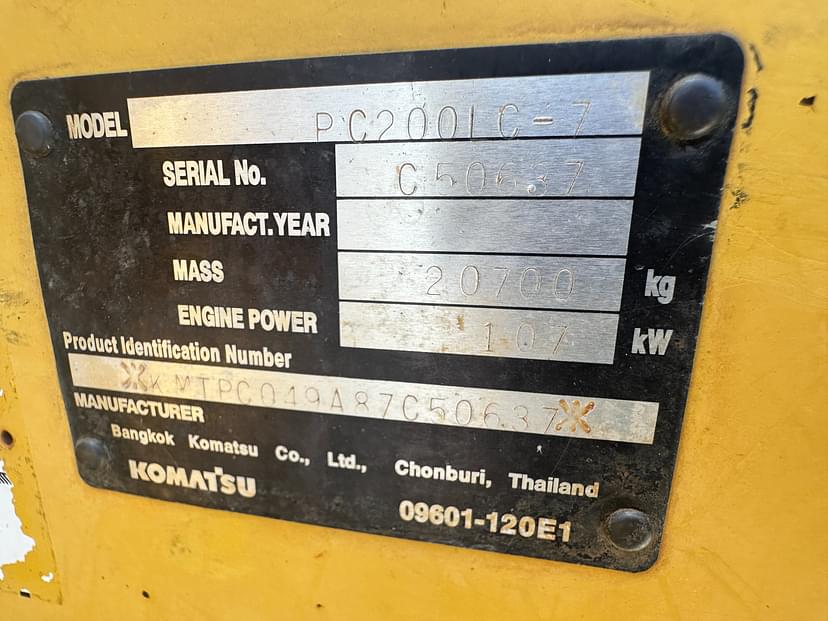 MODEL PC200LC-7
SERIAL No. C50637
MANUFACT.YEAR
MASS 20700 kg
ENGINE POWER 107 kW
Product Identification Number
※KMTPC049A87C50637※
MANUFACTURER
Bangkok Komatsu Co., Ltd., Chonburi, Thailand
KOMATSU 09601-120E1